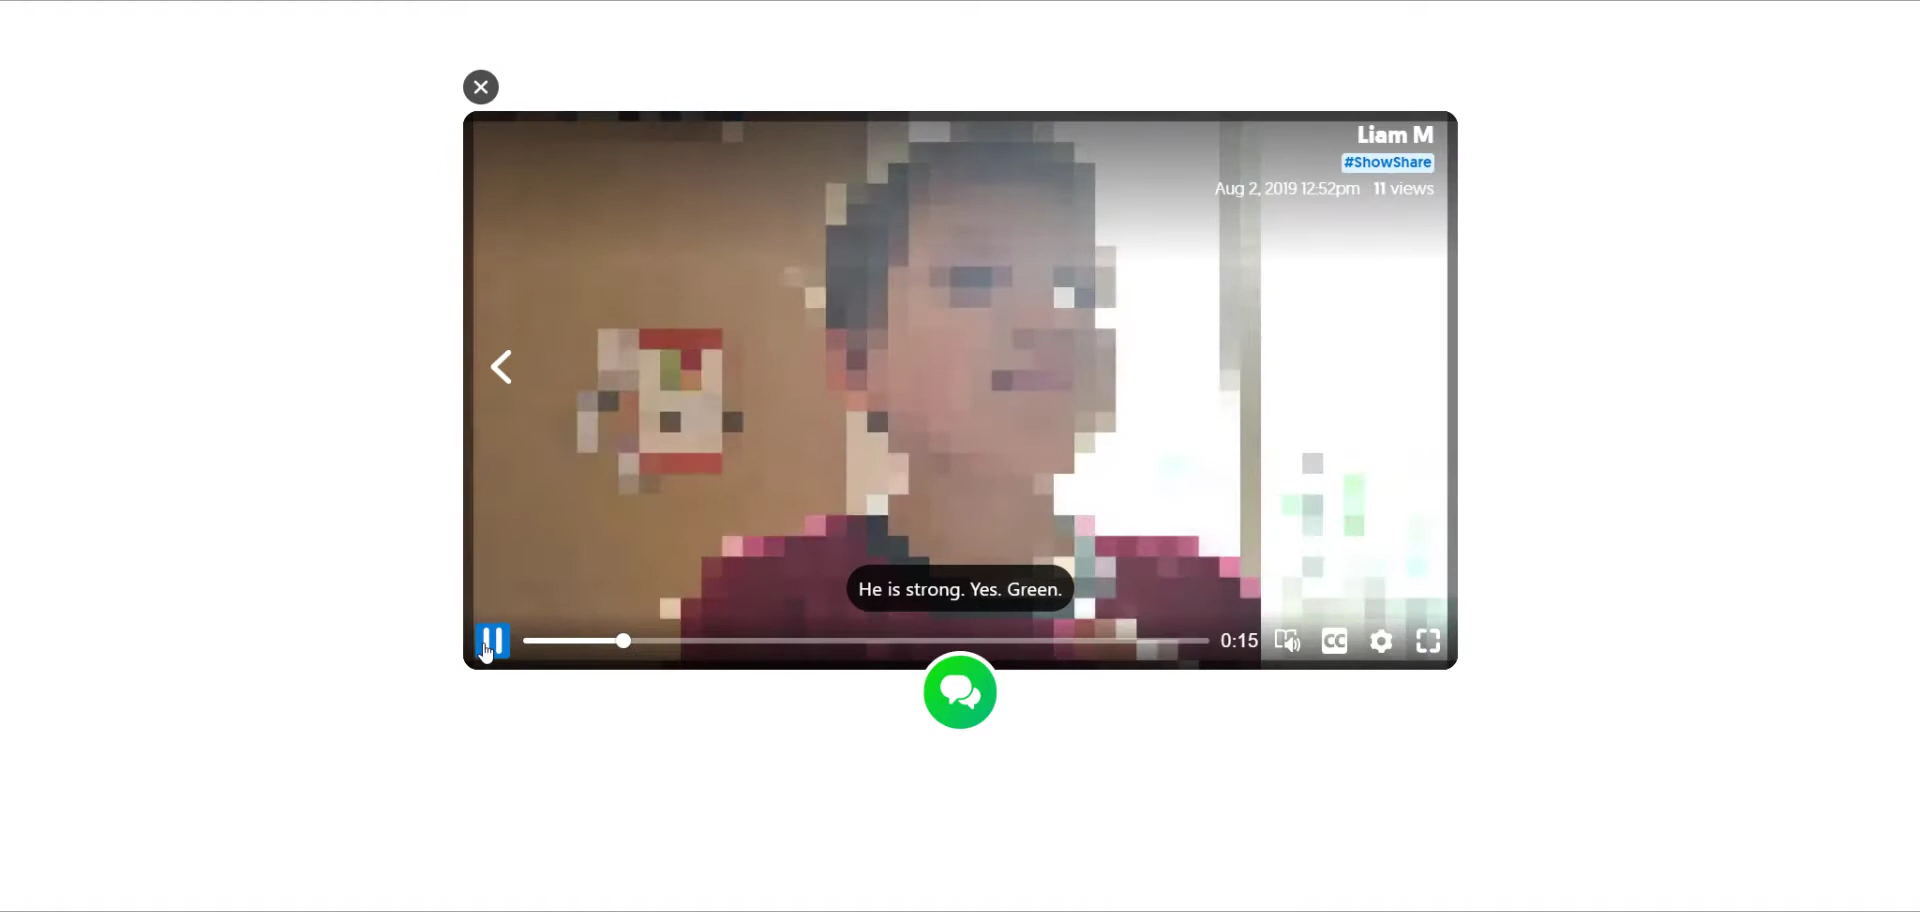 Liam M
#ShowShare
Aug 2, 2019 12:52pm 11 views
He is strong. Yes. Green.
0:15
CC